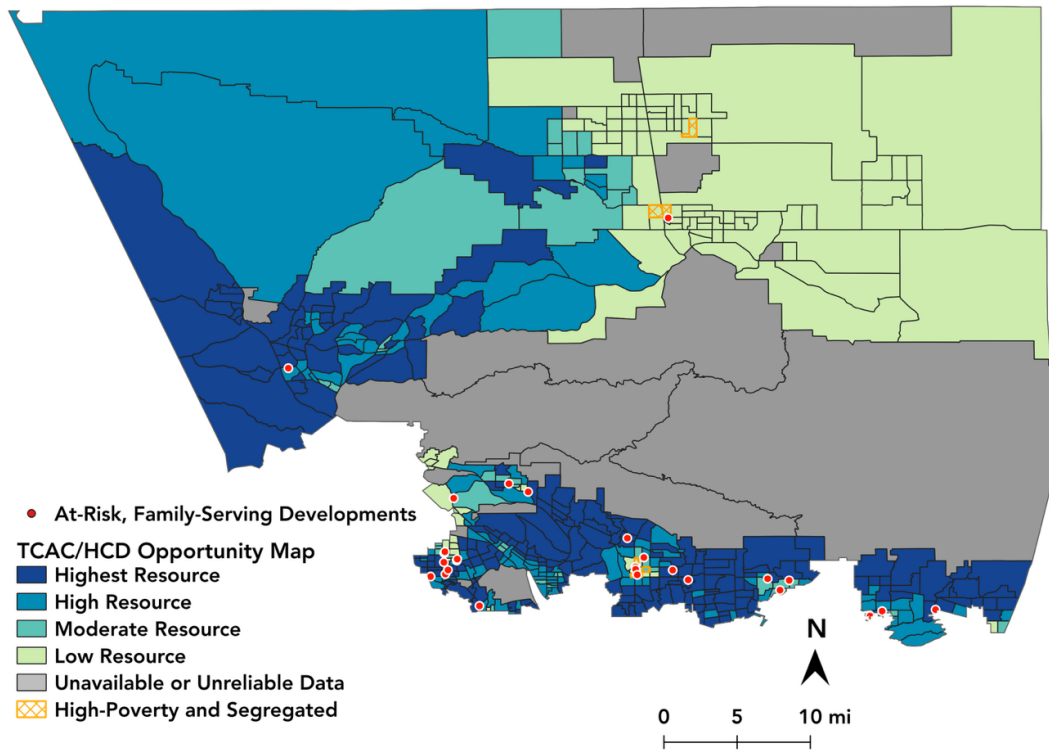 At-Risk, Family-Serving Developments
TCAC/HCD Opportunity Map
Highest Resource
High Resource
Moderate Resource
Low Resource
Unavailable or Unreliable Data
High-Poverty and Segregated
N
0 5 10 mi